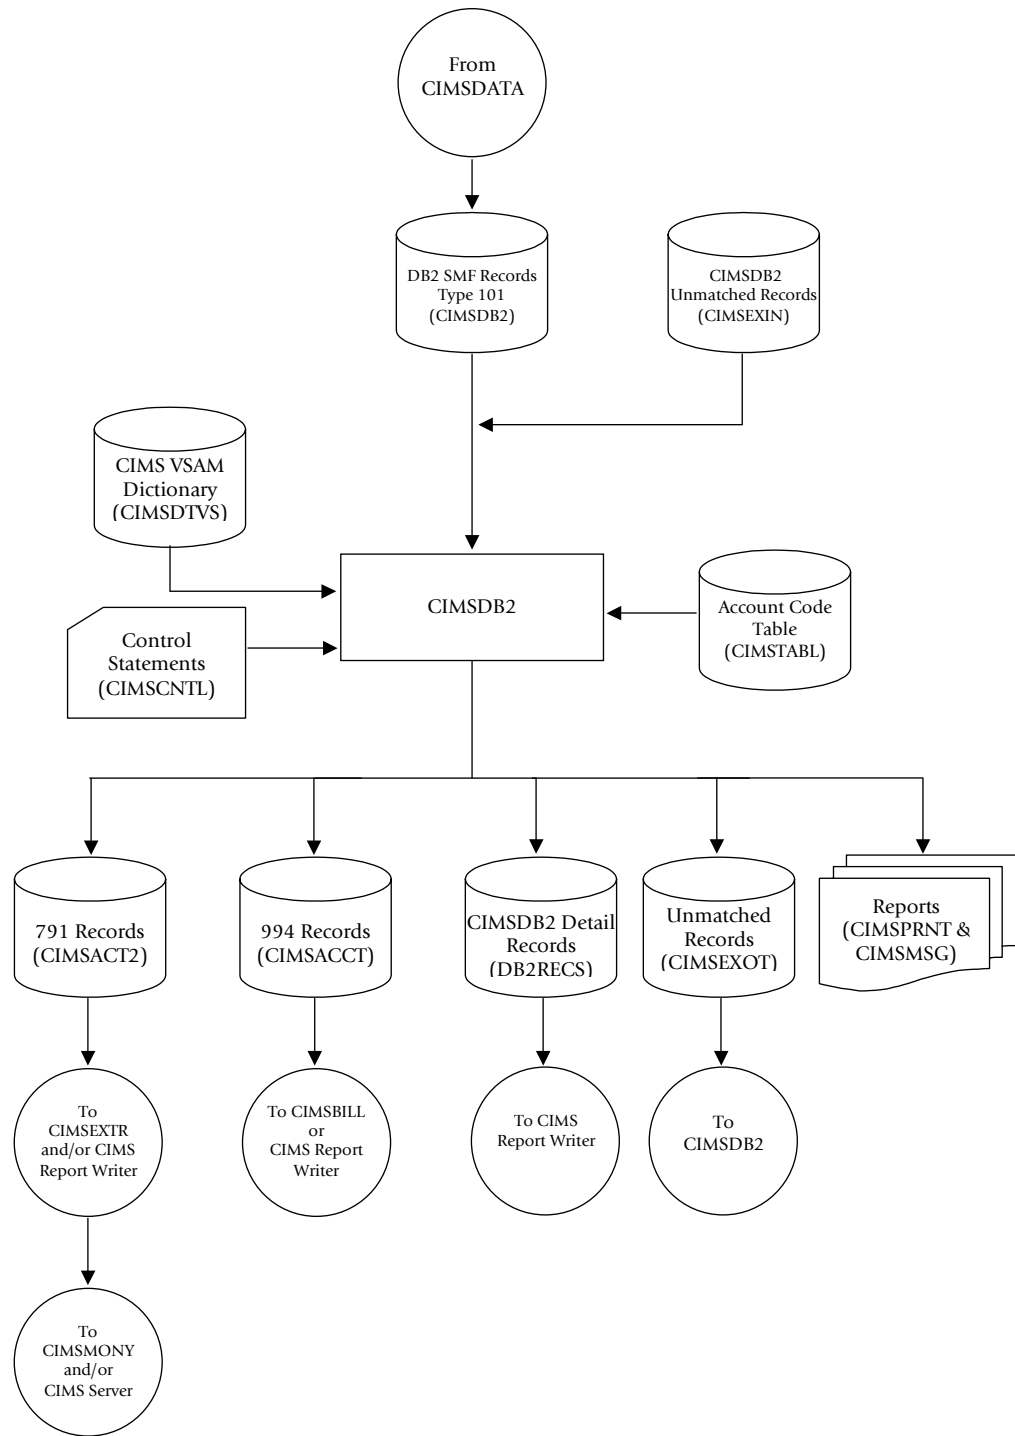 From
CIMSDATA
DB2 SMF Records
Type 101
(CIMSDB2)
CIMSDB2
Unmatched Records
(CIMSEXIN)
CIMS VSAM
Dictionary
(CIMSDTVS)
CIMSDB2
Account Code
Table
(CIMSTABL)
Control
Statements
(CIMSCNTL)
791 Records
(CIMSACT2)
994 Records
(CIMSACCT)
CIMSDB2 Detail
Records
(DB2RECS)
Unmatched
Records
(CIMSEXOT)
Reports
(CIMSPRNT &
CIMSMSG)
To
CIMSEXTR
and/or CIMS
Report Writer
To CIMSBILL
or
CIMS Report
Writer
To CIMS
Report Writer
To
CIMSDB2
To
CIMSMONY
and/or
CIMS Server